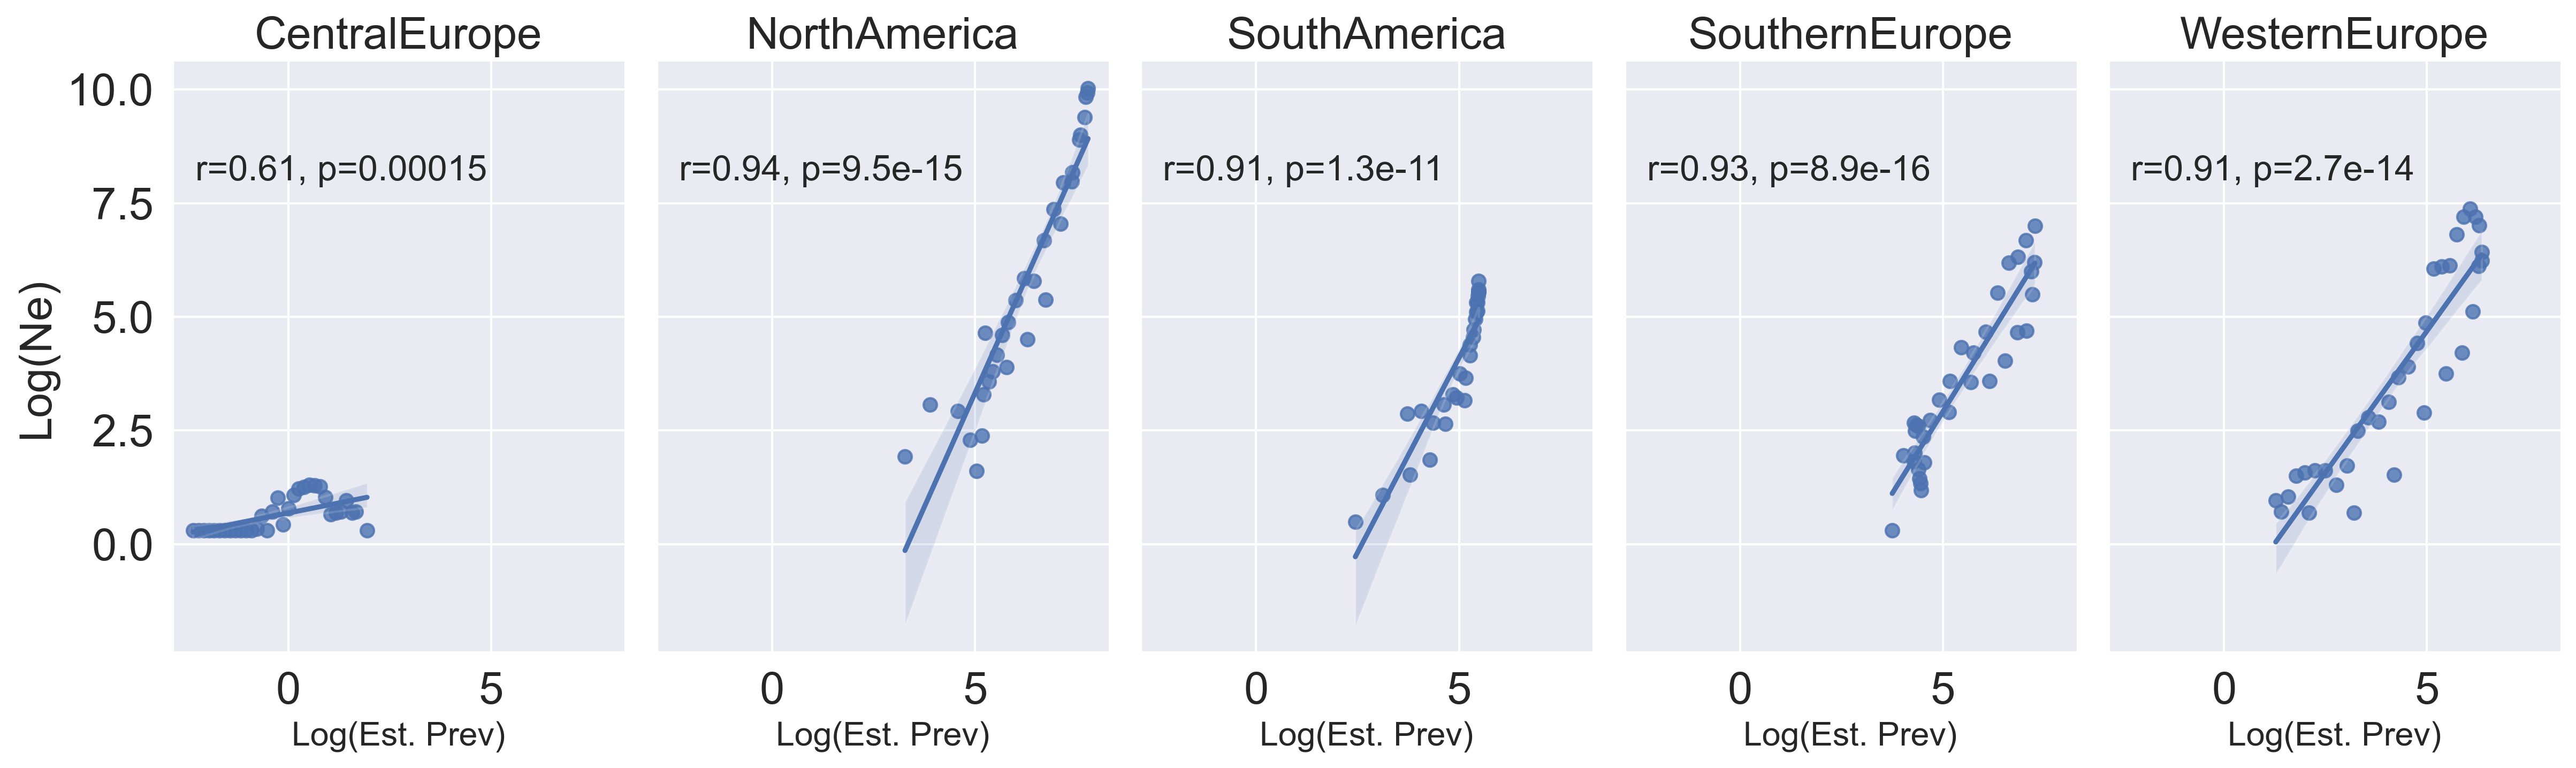 CentralEurope
NorthAmerica
SouthAmerica
SouthernEurope
WesternEurope
Log(Ne)
10.0
7.5
5.0
2.5
0.0
r=0.61, p=0.00015
r=0.94, p=9.5e-15
r=0.91, p=1.3e-11
r=0.93, p=8.9e-16
r=0.91, p=2.7e-14
0 5
0 5
0 5
0 5
0 5
Log(Est. Prev)
Log(Est. Prev)
Log(Est. Prev)
Log(Est. Prev)
Log(Est. Prev)